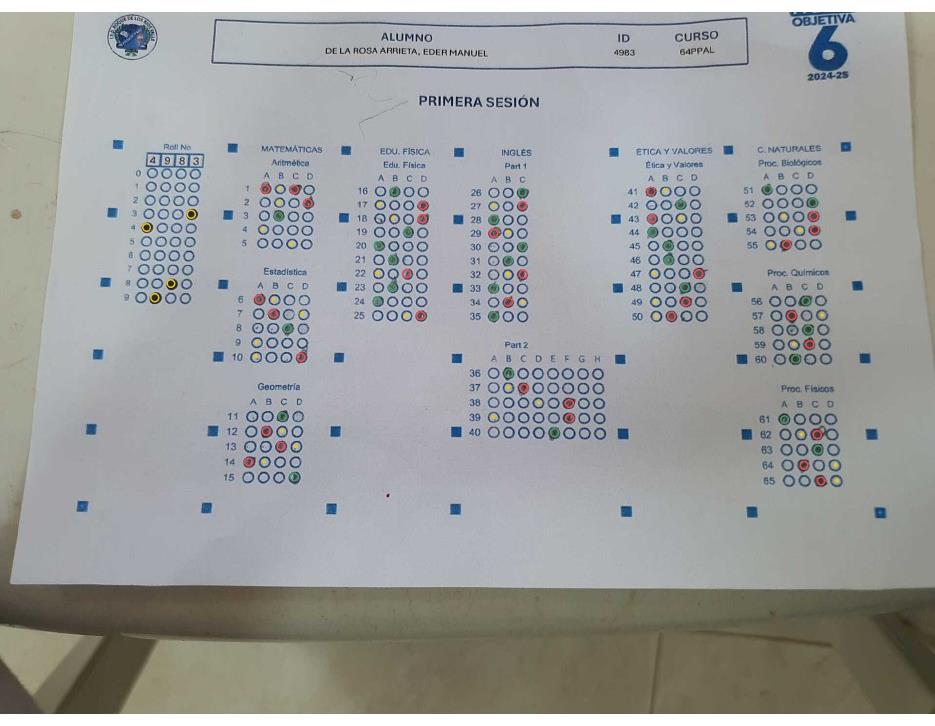 OBJETIVA
6
2024-25
ALUMNO ID CURSO
DE LA ROSA ARRIETA, EDER MANUEL 4983 64PPAL
PRIMERA SESIÓN
Roll No
4 9 8 3
0
1
2
3
4
5
6
7
8
9
MATEMÁTICAS
Aritmética
A B C D
1
2
3
4
5
Estadística
A B C D
6
7
8
9
10
Geometría
A B C D
11
12
13
14
15
EDU. FÍSICA
Edu. Física
A B C D
16
17
18
19
20
21
22
23
24
25
INGLÉS
Part 1
A B C
26
27
28
29
30
31
32
33
34
35
Part 2
A B C D E F G H
36
37
38
39
40
ETICA Y VALORES
Ética y Valores
A B C D
41
42
43
44
45
46
47
48
49
50
C. NATURALES
Proc. Biológicos
A B C D
51
52
53
54
55
Proc. Químicos
A B C D
56
57
58
59
60
Proc. Físicos
A B C D
61
62
63
64
65